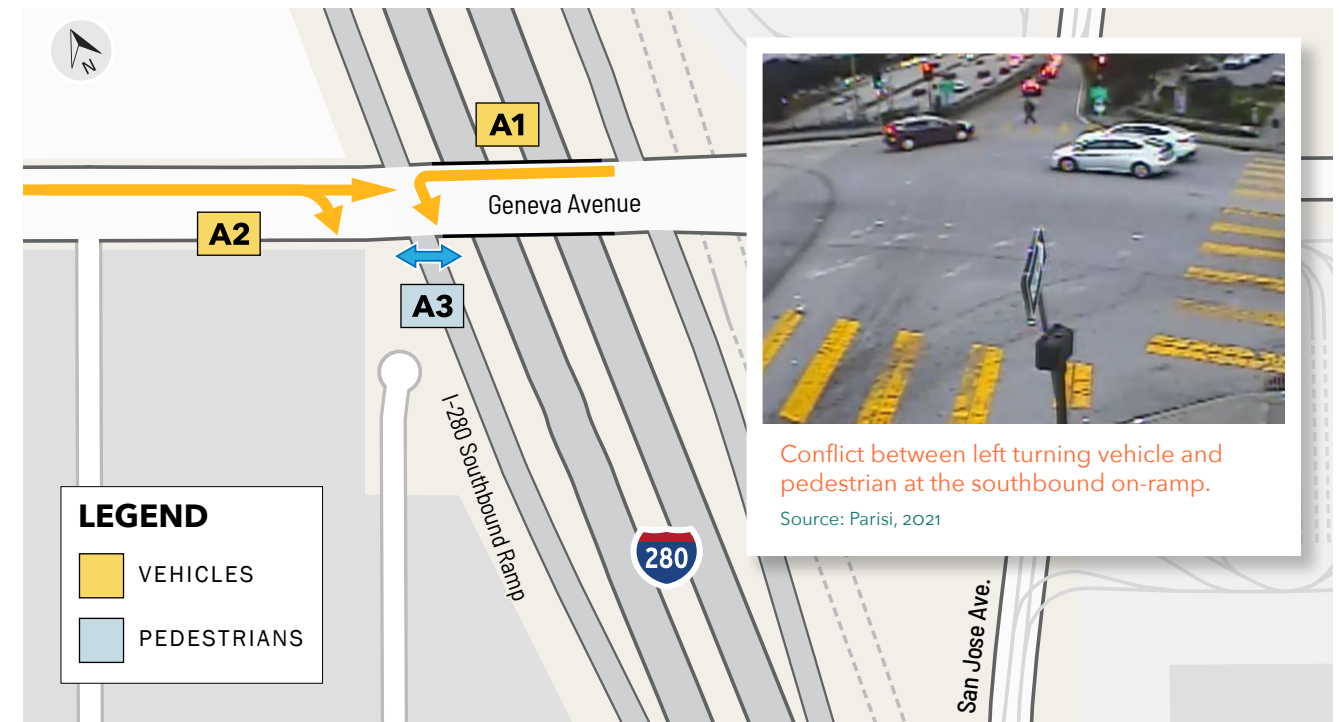 N
A1
Geneva Avenue
A2
A3
I-280 Southbound Ramp
280
San Jose Ave.
LEGEND
VEHICLES
PEDESTRIANS
Conflict between left turning vehicle and
pedestrian at the southbound on-ramp.
Source: Parisi, 2021